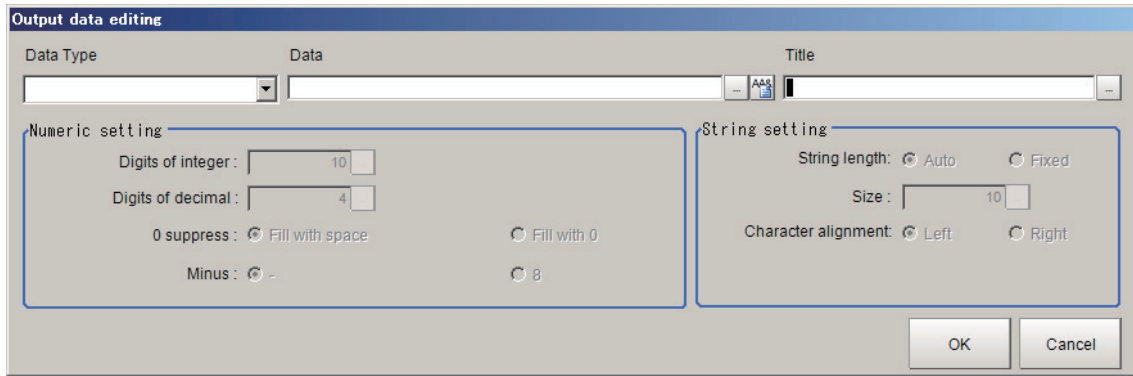 Output data editing
Data Type Data Title
Numeric setting
Digits of integer : 10
Digits of decimal : 4
0 suppress : Fill with space Fill with 0
Minus : - 8
String setting
String length: Auto Fixed
Size : 10
Character alignment: Left Right
OK Cancel